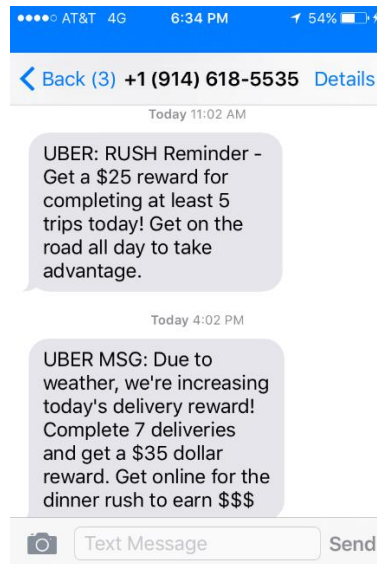 AT&T 4G 6:34 PM 54%
Back (3) +1 (914) 618-5535 Details
Today 11:02 AM
UBER: RUSH Reminder -
Get a $25 reward for
completing at least 5
trips today! Get on the
road all day to take
advantage.
Today 4:02 PM
UBER MSG: Due to
weather, we're increasing
today's delivery reward!
Complete 7 deliveries
and get a $35 dollar
reward. Get online for the
dinner rush to earn $$$
Text Message Send